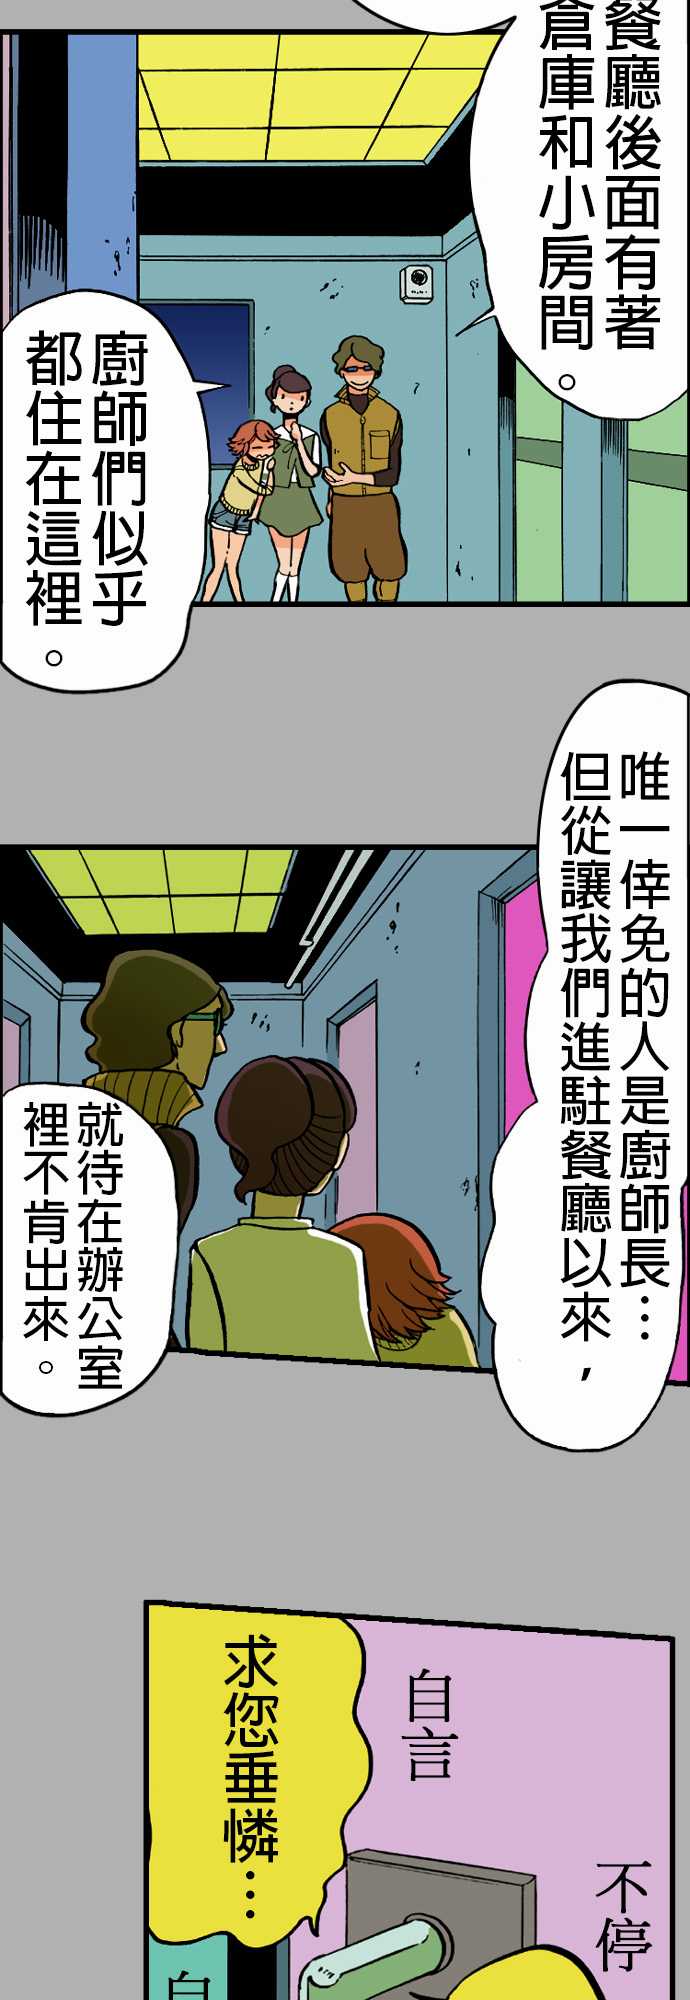 餐廳後面有著
倉庫和小房間。
廚師們似乎
都住在這裡。
唯一倖免的人是廚師長…
但從讓我們進駐餐廳以來,
就待在辦公室
裡不肯出來。
自言
求您垂憐…
不停
自